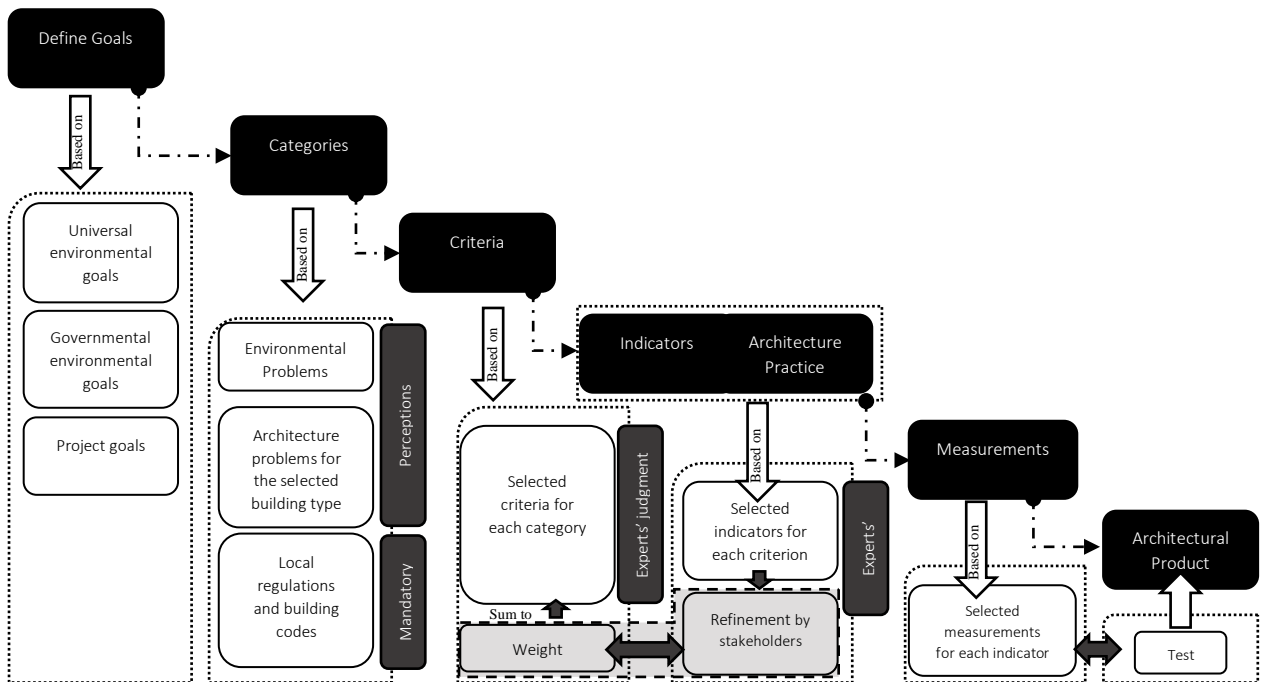 Define Goals
Based on
Universal
environmental
goals
Governmental
environmental
goals
Project goals
Categories
Based on
Environmental
Problems
Architecture
problems for
the selected
building type
Local
regulations
and building
codes
Perceptions
Mandatory
Criteria
Based on
Selected
criteria for
each category
Experts' judgment
Sum to
Weight
Indicators
Architecture
Practice
Based on
Selected
indicators for
each criterion
Experts'
Refinement by
stakeholders
Measurements
Based on
Selected
measurements
for each indicator
Architectural
Product
Test